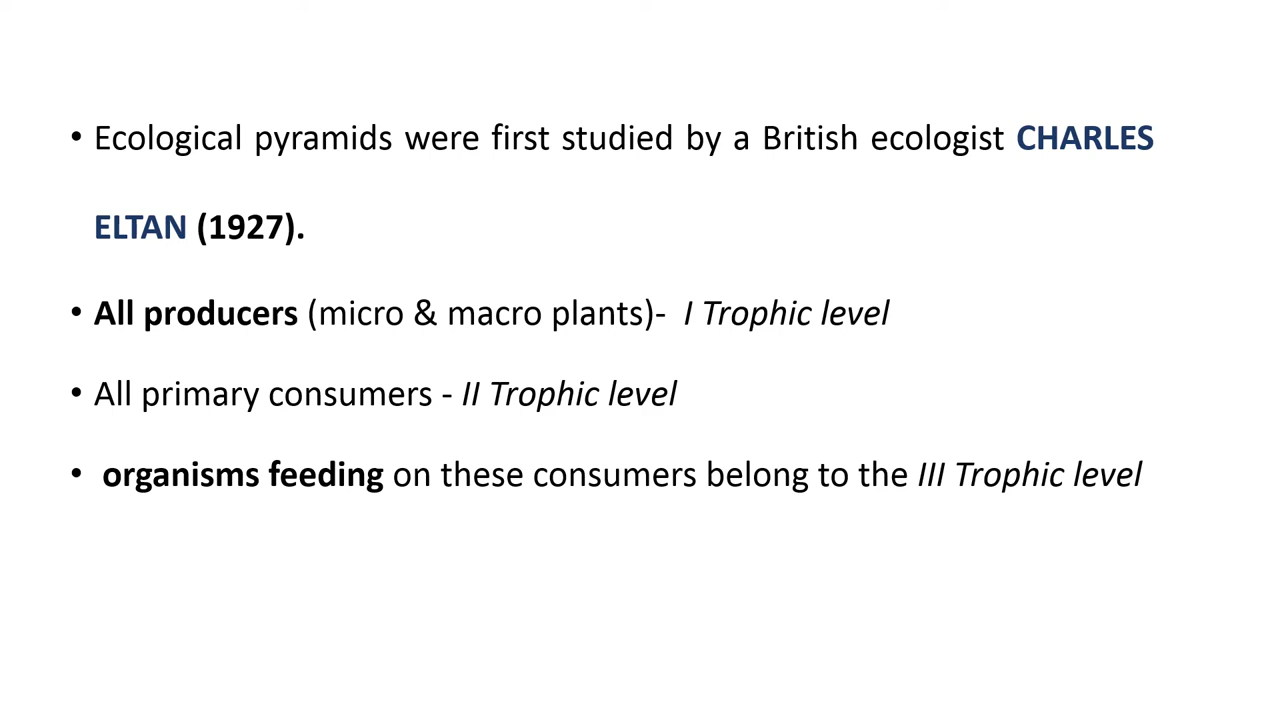 • Ecological pyramids were first studied by a British ecologist CHARLES
ELTAN (1927).
• All producers (micro & macro plants)- I Trophic level
• All primary consumers - II Trophic level
• organisms feeding on these consumers belong to the III Trophic level